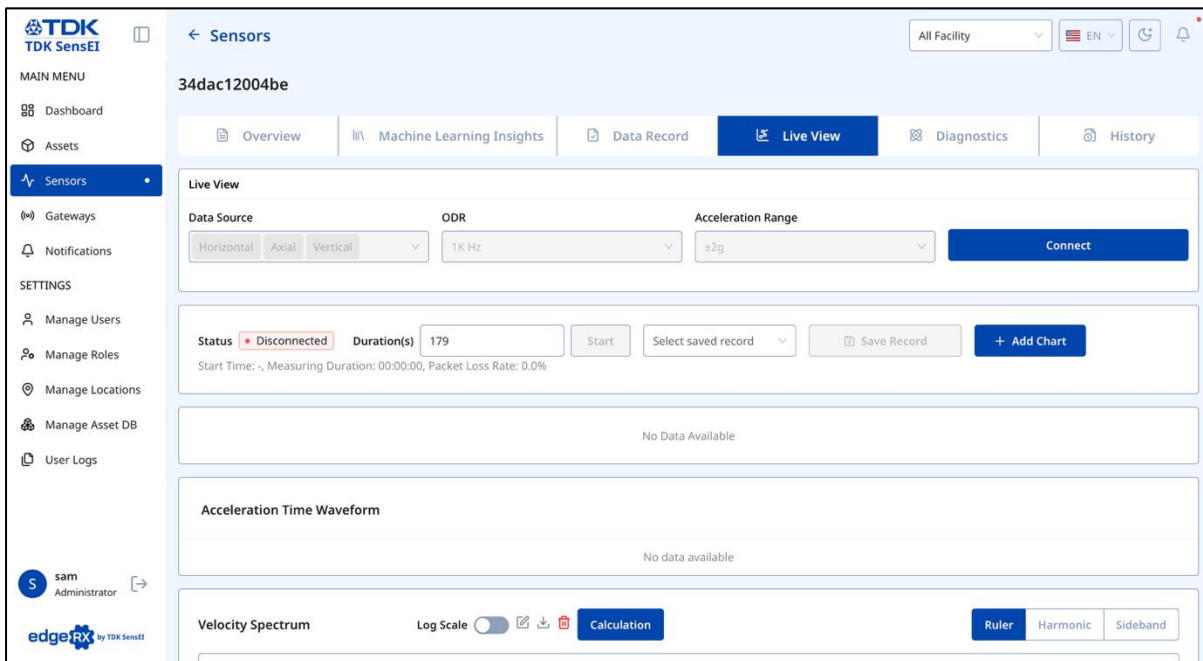 TDK
TDK SensEI
MAIN MENU
Dashboard
Assets
Sensors
Gateways
Notifications
SETTINGS
Manage Users
Manage Roles
Manage Locations
Manage Asset DB
User Logs
S
sam
Administrator
edgeRX by TDK SensEI
Sensors
All Facility
EN
34dac12004be
Overview
Machine Learning Insights
Data Record
Live View
Diagnostics
History
Live View
Data Source ODR Acceleration Range
Horizontal Axial Vertical 1K Hz ±2g Connect
Status Disconnected Duration(s) 179 Start Select saved record Save Record + Add Chart
Start Time: -, Measuring Duration: 00:00:00, Packet Loss Rate: 0.0%
No Data Available
Acceleration Time Waveform
No data available
Velocity Spectrum Log Scale Calculation Ruler Harmonic Sideband